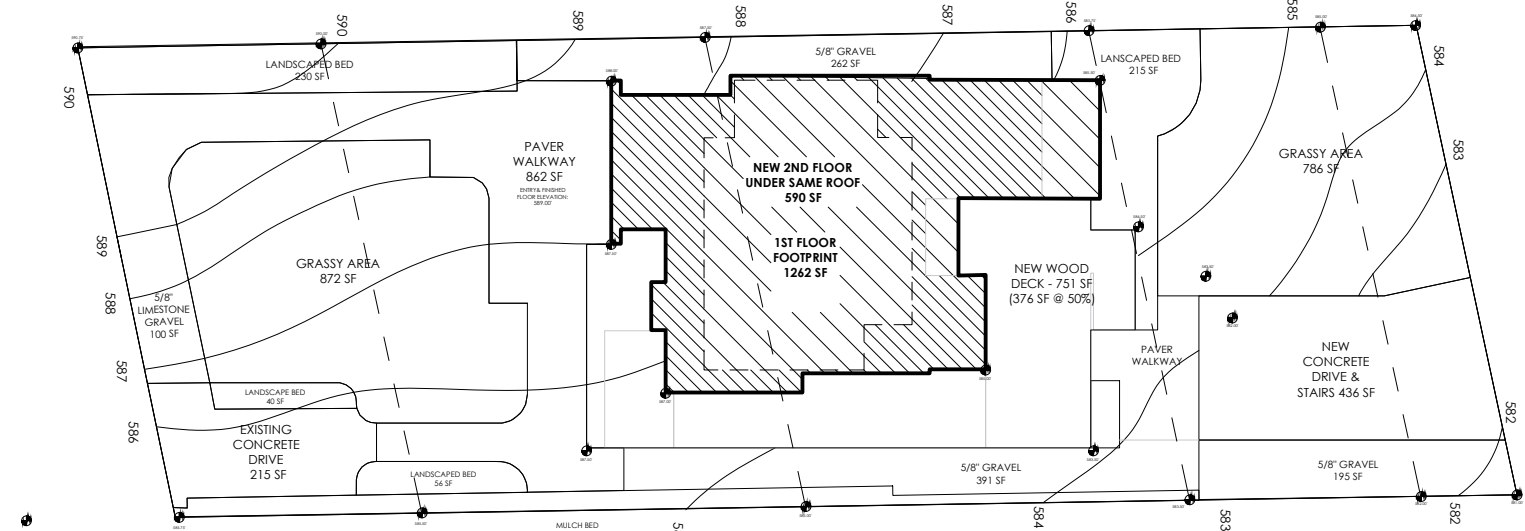 590
589
588
587
586
585
LANDSCAPED BED
230 SF
5/8" GRAVEL
262 SF
LANSCAPED BED
215 SF
584
590
PAVER
WALKWAY
862 SF
ENTRY& FINISHED
FLOOR ELEVATION:
589.00'
NEW 2ND FLOOR
UNDER SAME ROOF
590 SF
1ST FLOOR
FOOTPRINT
1262 SF
GRASSY AREA
786 SF
583
589
GRASSY AREA
872 SF
NEW WOOD
DECK - 751 SF
(376 SF @ 50%)
588
5/8"
LIMESTONE
GRAVEL
100 SF
587
PAVER
WALKWAY
NEW
CONCRETE
DRIVE &
STAIRS 436 SF
LANDSCAPE BED
40 SF
586
582
EXISTING
CONCRETE
DRIVE
215 SF
LANDSCAPED BED
56 SF
5/8" GRAVEL
391 SF
5/8" GRAVEL
195 SF
MULCH BED
584
583
582